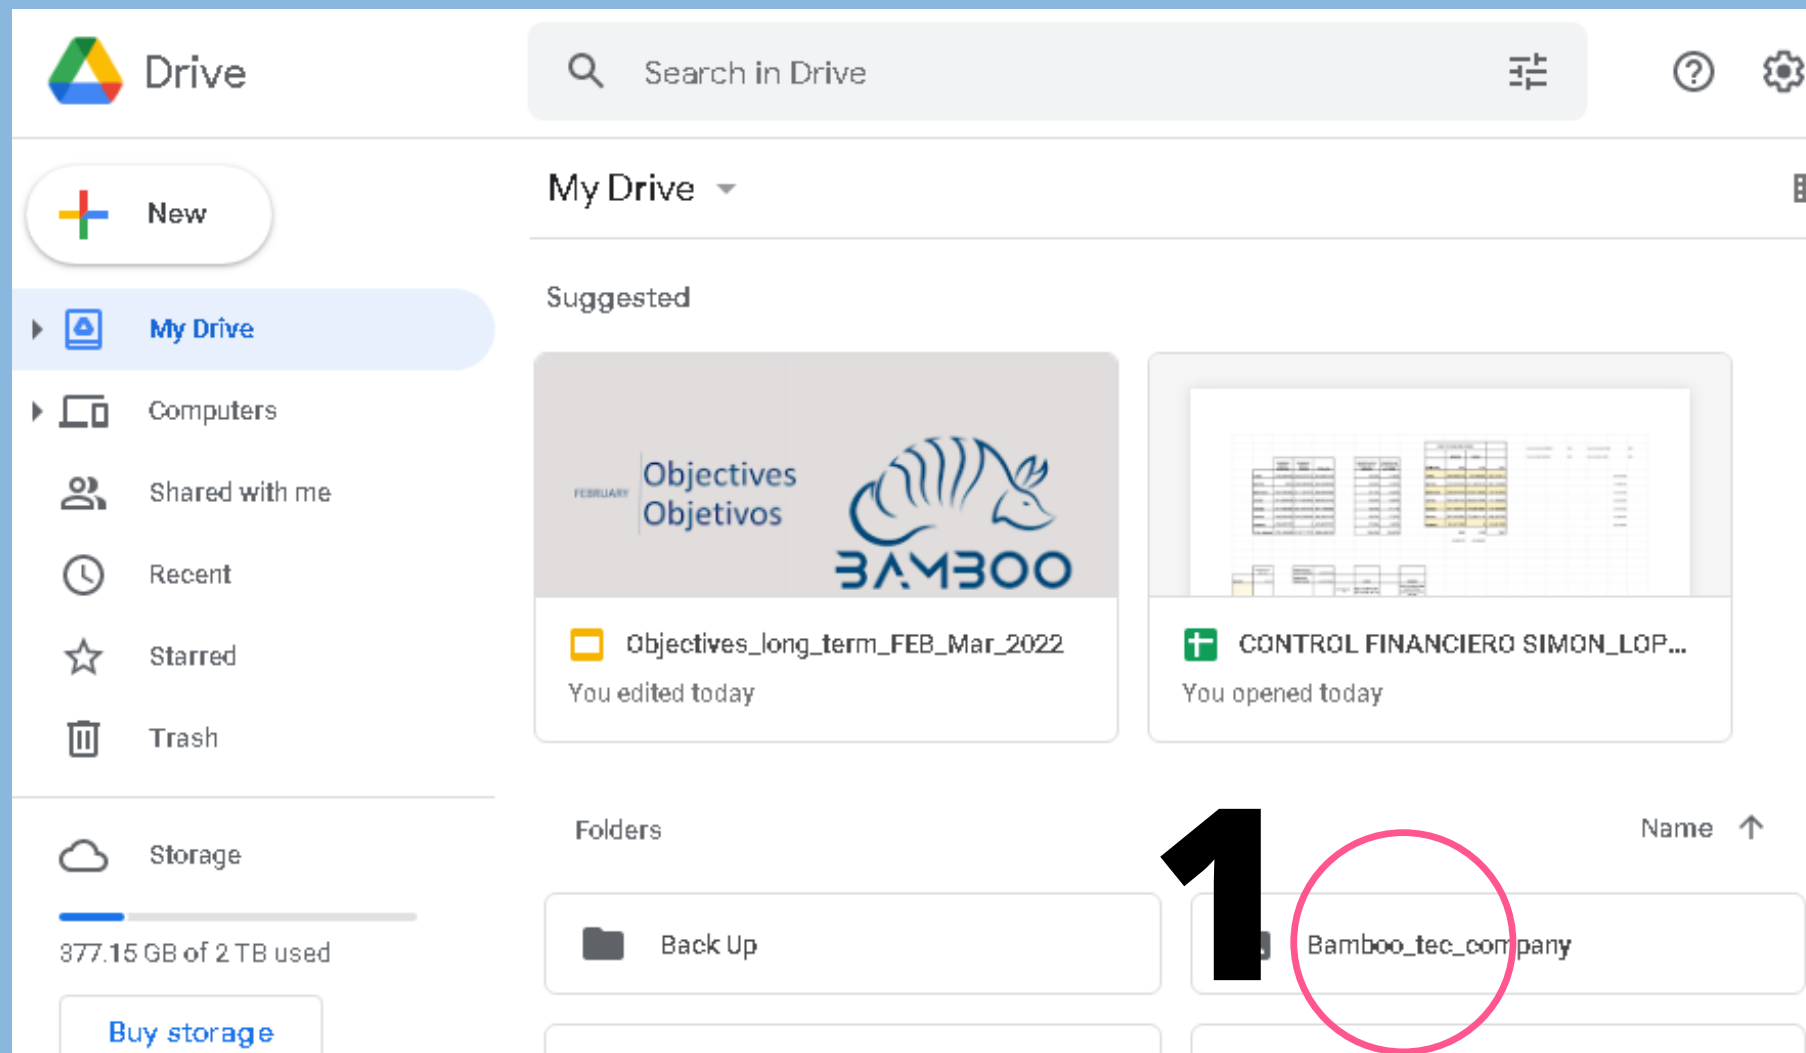 Drive
Search in Drive
New
My Drive
My Drive
Computers
Shared with me
Recent
Starred
Trash
Storage
377.15 GB of 2 TB used
Buy storage
Suggested
FEBRUARY
Objectives
Objetivos
BAMBOO
Objectives_long_term_FEB_Mar_2022
You edited today
CONTROL FINANCIERO SIMON_LOP...
You opened today
Folders
Name
1
Back Up
Bamboo_tec_company